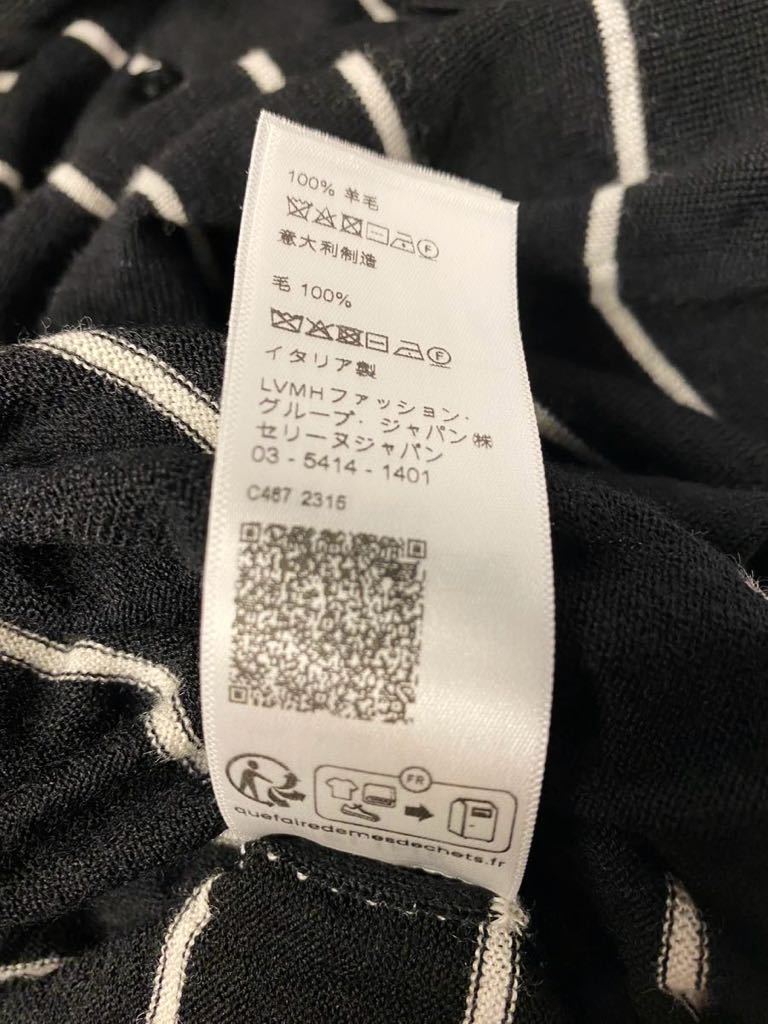 100% 羊毛
F
意大利制造
毛 100%
F
イタリア製
LVMHファッション・
グループ・ジャパン㈱
セリーヌジャパン
03 - 5414 - 1401
C467 2316
FR
quefairedemesdechets.fr